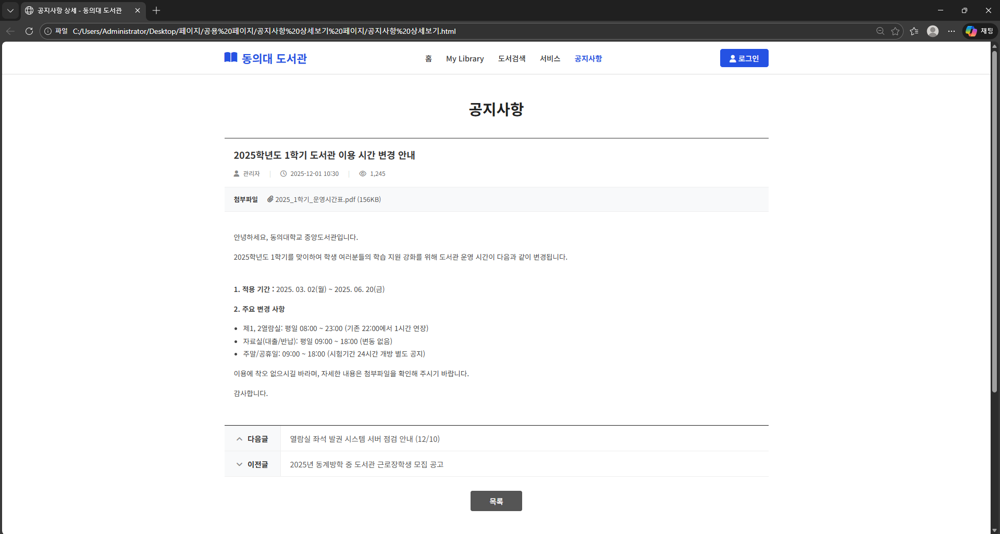 공지사항 상세 - 동의대 도서관
파일 C:/Users/Administrator/Desktop/페이지/공용%20페이지/공지사항%20상세보기%20페이지/공지사항%20상세보기.html
채팅
동의대 도서관
홈 My Library 도서검색 서비스 공지사항
로그인
공지사항
2025학년도 1학기 도서관 이용 시간 변경 안내
관리자 2025-12-01 10:30 1,245
첨부파일 2025_1학기_운영시간표.pdf (156KB)
안녕하세요, 동의대학교 중앙도서관입니다.
2025학년도 1학기를 맞이하여 학생 여러분들의 학습 지원 강화를 위해 도서관 운영 시간이 다음과 같이 변경됩니다.
1. 적용 기간 : 2025. 03. 02(월) ~ 2025. 06. 20(금)
2. 주요 변경 사항
• 제1, 2열람실: 평일 08:00 ~ 23:00 (기존 22:00에서 1시간 연장)
• 자료실(대출/반납): 평일 09:00 ~ 18:00 (변동 없음)
• 주말/공휴일: 09:00 ~ 18:00 (시험기간 24시간 개방 별도 공지)
이용에 착오 없으시길 바라며, 자세한 내용은 첨부파일을 확인해 주시기 바랍니다.
감사합니다.
다음글 열람실 좌석 발권 시스템 서버 점검 안내 (12/10)
이전글 2025년 동계방학 중 도서관 근로장학생 모집 공고
목록